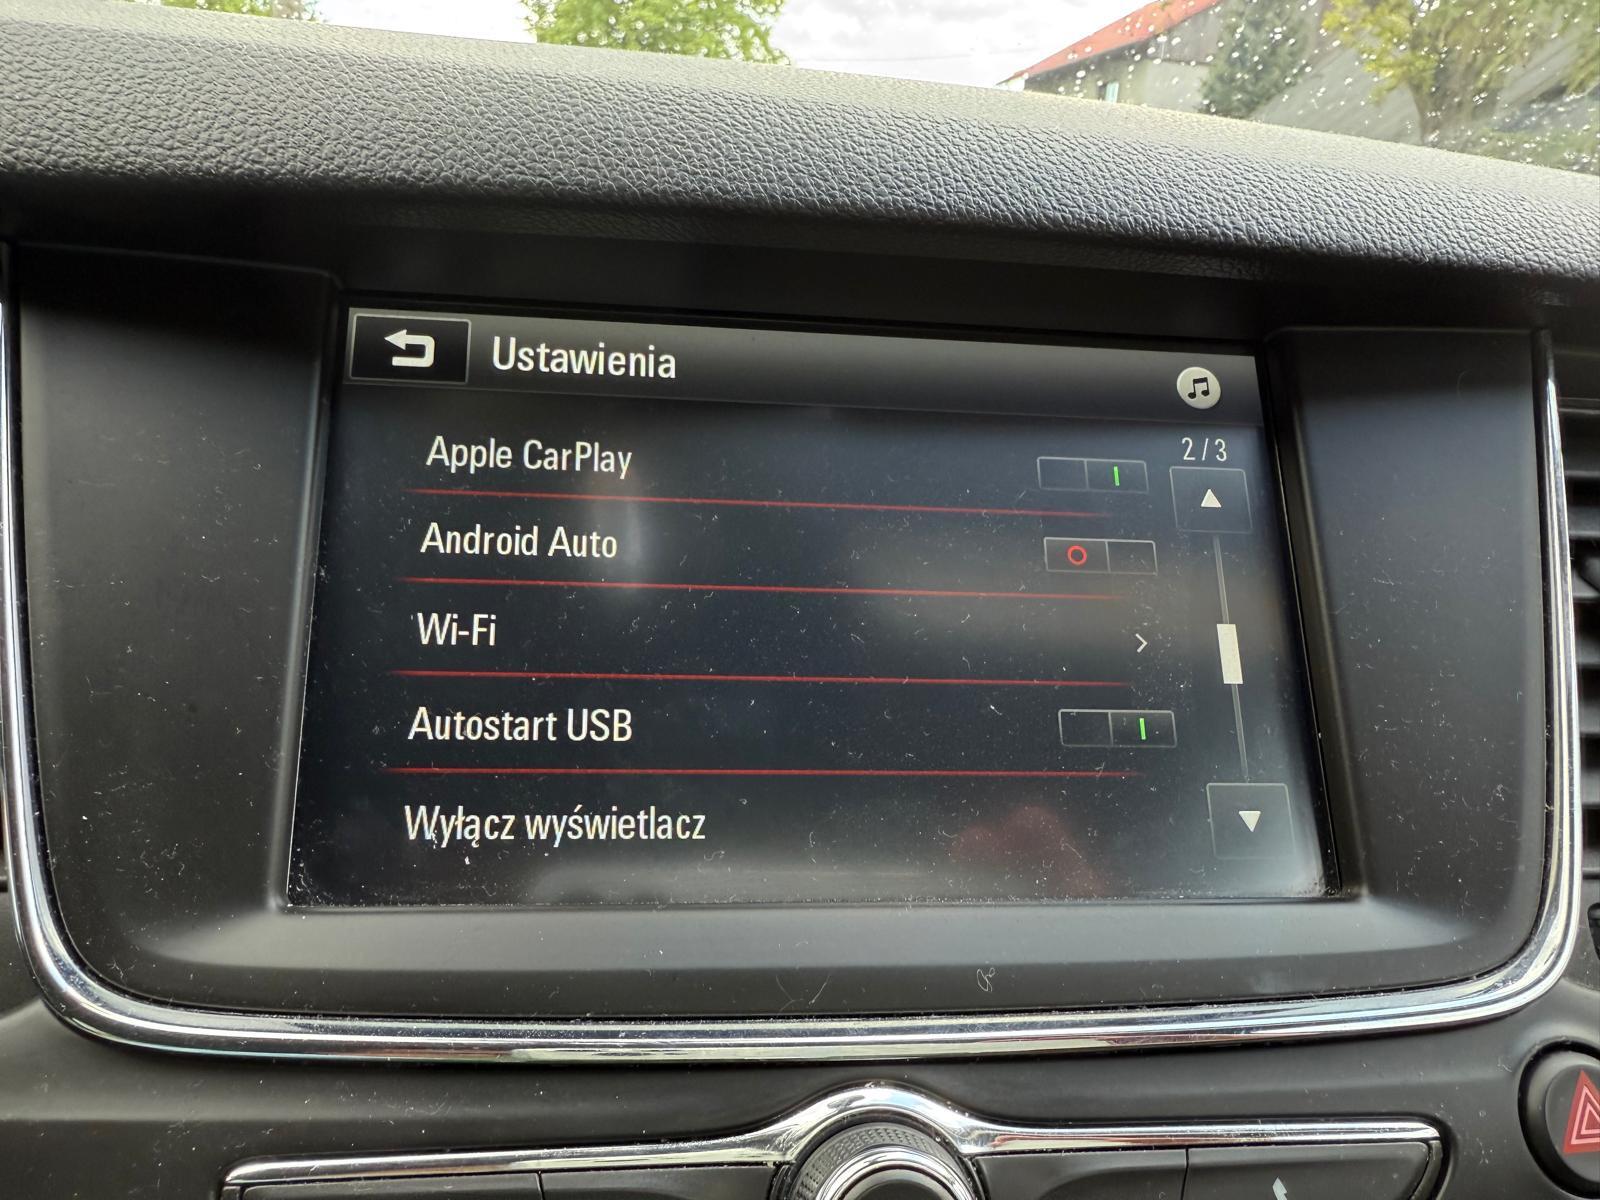 Ustawienia
2/3
Apple CarPlay
Android Auto
Wi-Fi
Autostart USB
Wyłącz wyświetlacz